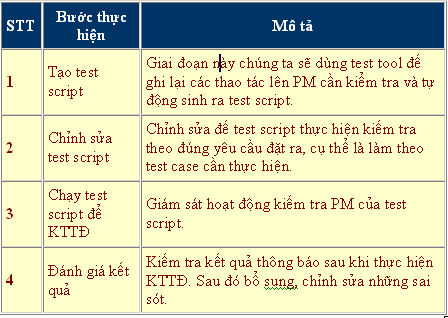 STT Bước thực hiện Mô tả
1 Tạo test script Giai đoạn này chúng ta sẽ dùng test tool để
ghi lại các thao tác lên PM cần kiểm tra và tự
động sinh ra test script.
2 Chỉnh sửa test script Chỉnh sửa để test script thực hiện kiểm tra
theo đúng yêu cầu đặt ra, cụ thể là làm theo
test case cần thực hiện.
3 Chạy test script để KTTĐ Giám sát hoạt động kiểm tra PM của test
script.
4 Đánh giá kết quả Kiểm tra kết quả thông báo sau khi thực hiện
KTTĐ. Sau đó bổ sung, chỉnh sửa những sai
sót.